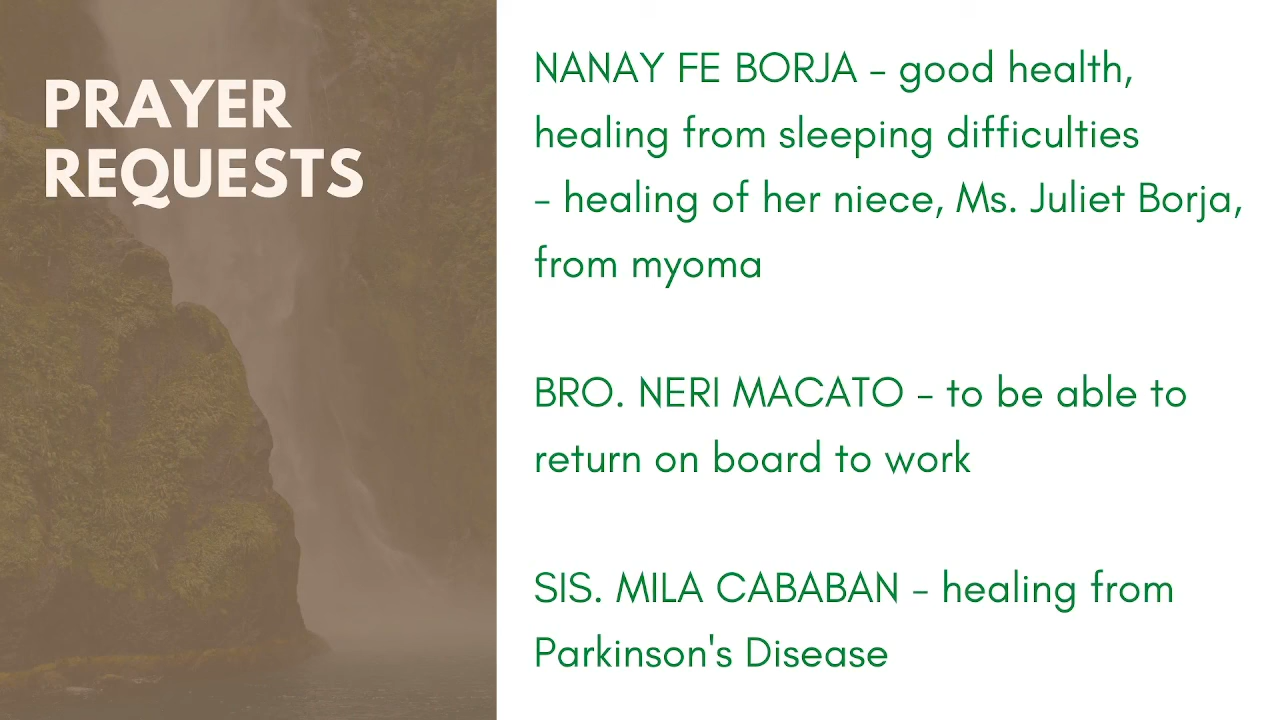 PRAYER
REQUESTS
NANAY FE BORJA – good health,
healing from sleeping difficulties
– healing of her niece, Ms. Juliet Borja,
from myoma
BRO. NERI MACATO – to be able to
return on board to work
SIS. MILA CABABAN – healing from
Parkinson's Disease